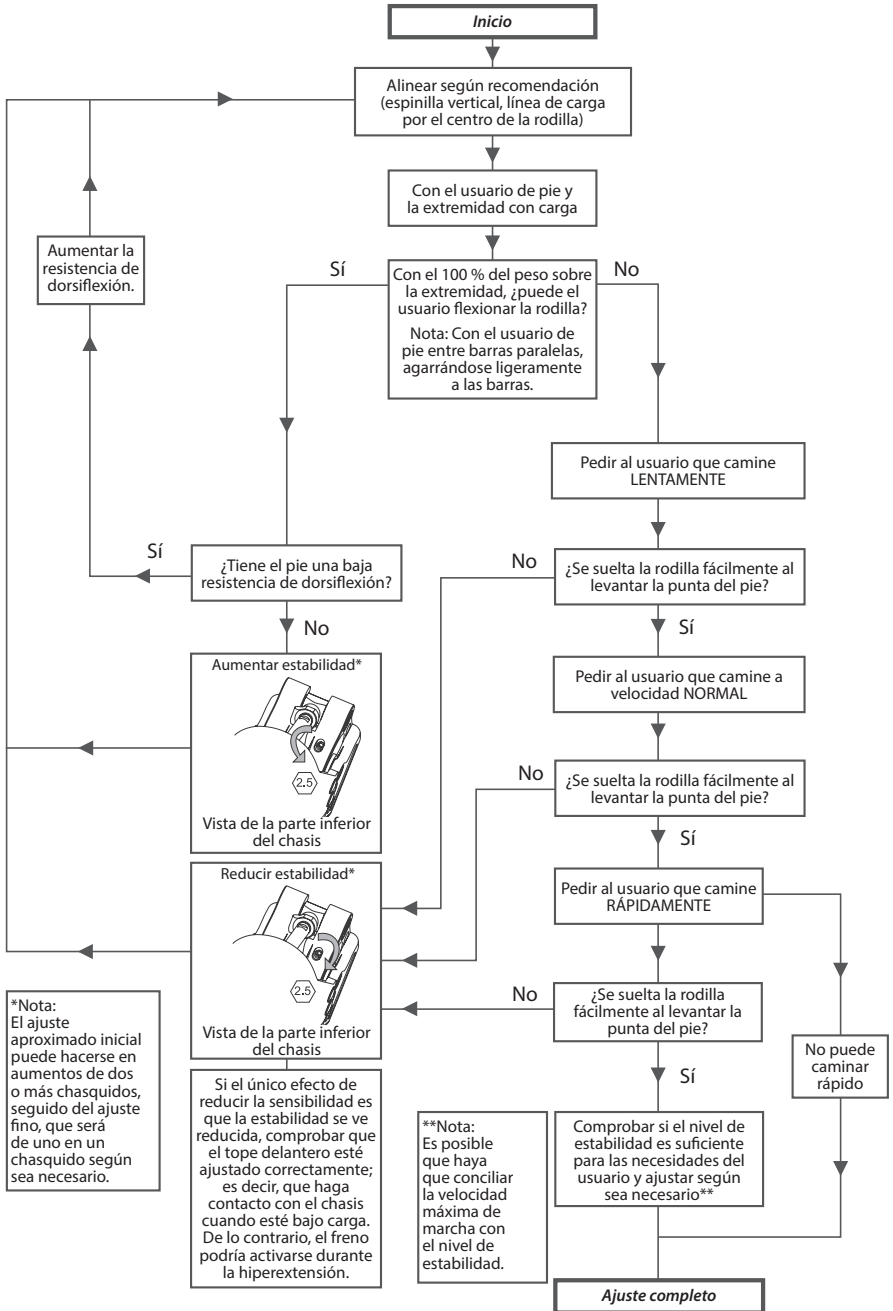 Inicio
Alinear según recomendación
(espinilla vertical, línea de carga
por el centro de la rodilla)
Con el usuario de pie y
la extremidad con carga
Aumentar la
resistencia de
dorsiflexión.
Sí
Con el 100 % del peso sobre
la extremidad, ¿puede el
usuario flexionar la rodilla?
Nota: Con el usuario de
pie entre barras paralelas,
agarrándose ligeramente
a las barras.
No
Pedir al usuario que camine
LENTAMENTE
Sí
¿Tiene el pie una baja
resistencia de dorsiflexión?
No
¿Se suelta la rodilla fácilmente al
levantar la punta del pie?
No
Sí
Aumentar estabilidad*
2.5
Vista de la parte inferior
del chasis
Pedir al usuario que camine a
velocidad NORMAL
No
¿Se suelta la rodilla fácilmente al
levantar la punta del pie?
Sí
Reducir estabilidad*
2.5
Vista de la parte inferior
del chasis
Pedir al usuario que camine
RÁPIDAMENTE
No
¿Se suelta la rodilla
fácilmente al levantar la
punta del pie?
No puede
caminar
rápido
Sí
*Nota:
El ajuste
aproximado inicial
puede hacerse en
aumentos de dos
o más chasquidos,
seguido del ajuste
fino, que será
de uno en un
chasquido según
sea necesario.
Si el único efecto de
reducir la sensibilidad es
que la estabilidad se ve
reducida, comprobar que
el tope delantero esté
ajustado correctamente;
es decir, que haga
contacto con el chasis
cuando esté bajo carga.
De lo contrario, el freno
podría activarse durante
la hiperextensión.
**Nota:
Es posible
que haya
que conciliar
la velocidad
máxima de
marcha con
el nivel de
estabilidad.
Comprobar si el nivel de
estabilidad es suficiente
para las necesidades del
usuario y ajustar según
sea necesario**
Ajuste completo